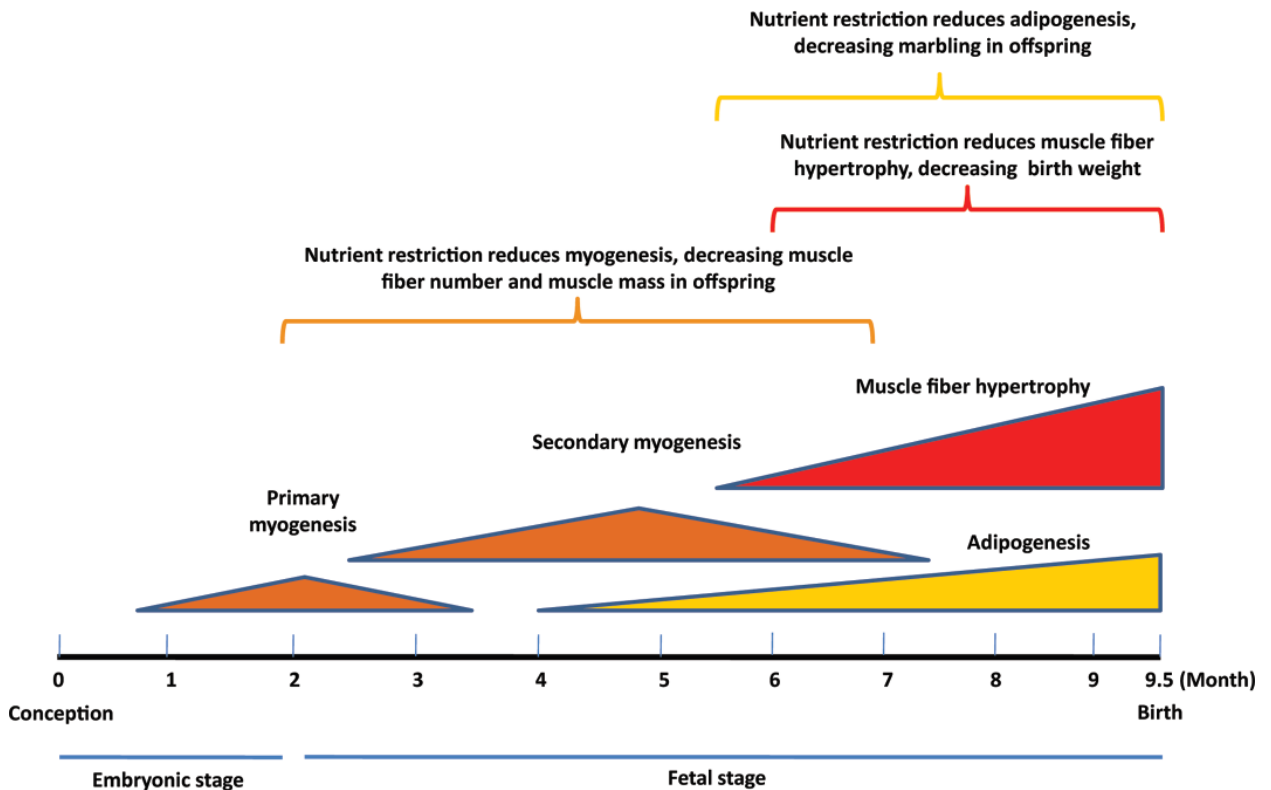 Nutrient restriction reduces adipogenesis,
decreasing marbling in offspring
Nutrient restriction reduces muscle fiber
hypertrophy, decreasing birth weight
Nutrient restriction reduces myogenesis, decreasing muscle
fiber number and muscle mass in offspring
Muscle fiber hypertrophy
Secondary myogenesis
Primary
myogenesis
Adipogenesis
0 1 2 3 4 5 6 7 8 9 9.5 (Month)
Conception Birth
Embryonic stage Fetal stage